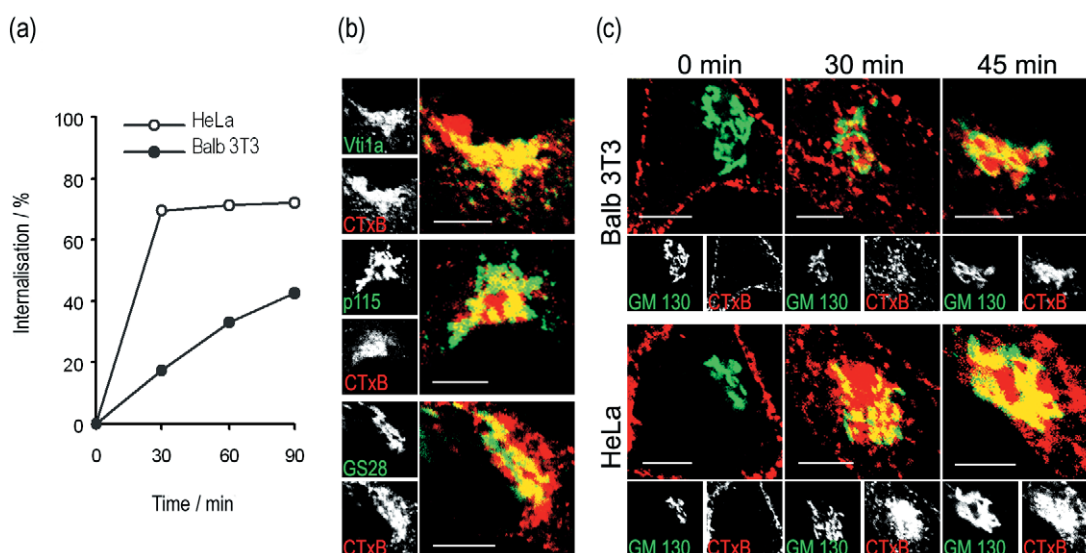 (a)
HeLa
Balb 3T3
Internalisation / %
100
80
60
40
20
0
0 30 60 90
Time / min
(b)
Vti1a
CTxB
p115
CTxB
GS28
CTxB
(c)
0 min 30 min 45 min
Balb 3T3
GM 130 CTxB GM 130 CTxB GM 130 CTxB
HeLa
GM 130 CTxB GM 130 CTxB GM 130 CTxB